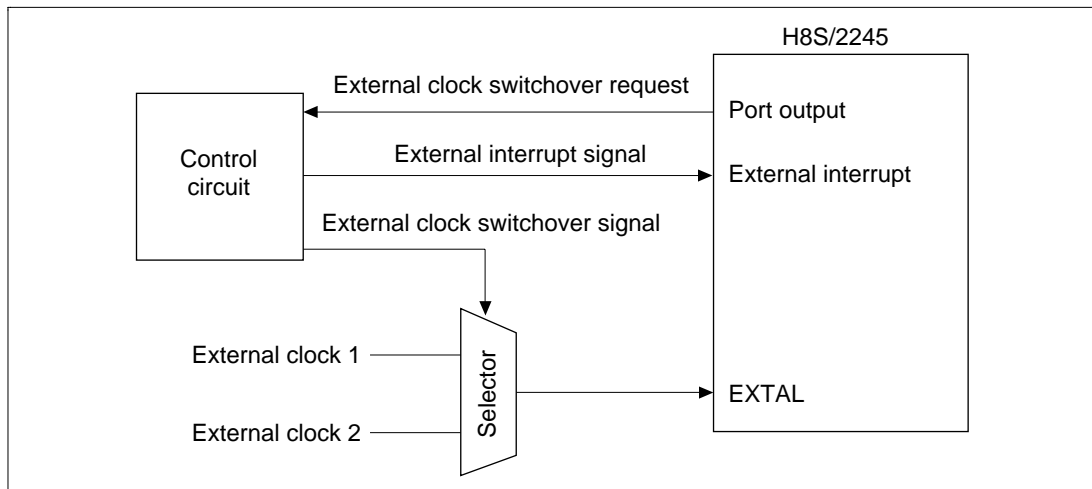 H8S/2245
External clock switchover request
Port output
Control
circuit
External interrupt signal
External interrupt
External clock switchover signal
External clock 1
Selector
EXTAL
External clock 2